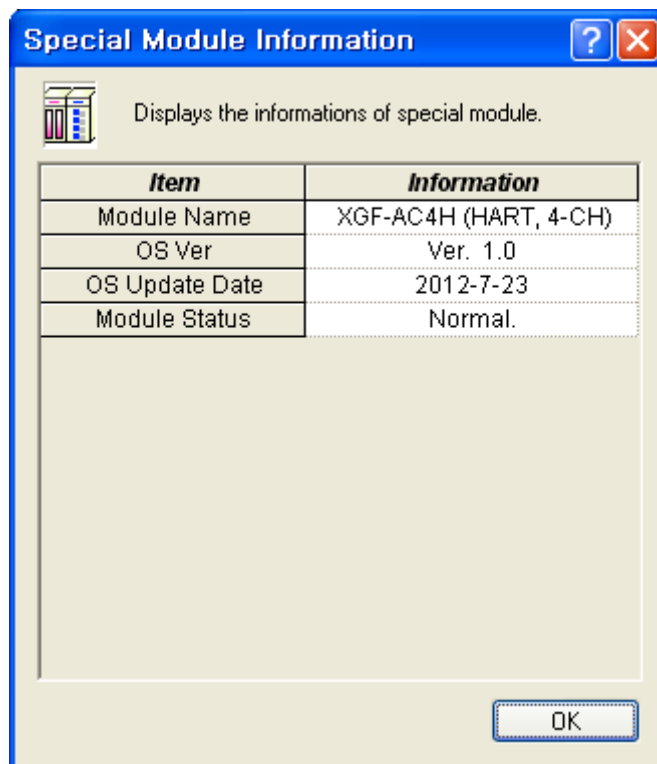 Special Module Information
Displays the informations of special module.
Item Information
Module Name XGF-AC4H (HART, 4-CH)
OS Ver Ver. 1.0
OS Update Date 2012-7-23
Module Status Normal.
OK